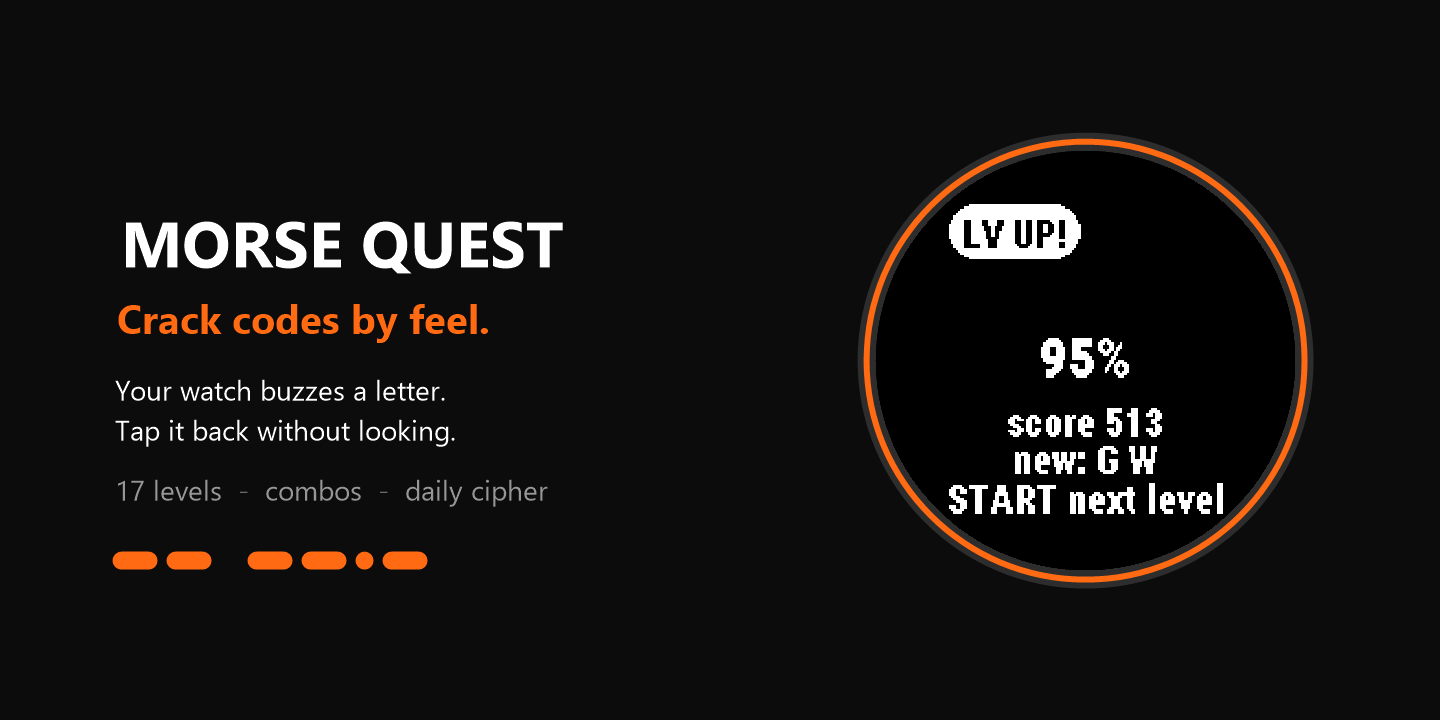 MORSE QUEST
Crack codes by feel.
Your watch buzzes a letter.
Tap it back without looking.
17 levels - combos - daily cipher
LV UP!
95%
score 513
new: G W
START next level